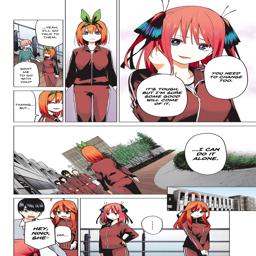 ...YEAH.
I'LL GO
TALK TO
THEM.
WANT
ME TO
GO WITH
YOU?
THANKS,
BUT...
YOU NEED
TO CHANGE
TOO.
IT'S TOUGH,
BUT I'M SURE
SOME GOOD
WILL COME
OF IT.
...I CAN
DO IT
ALONE.
HEY,
NINO,
SHE-
UM...
...